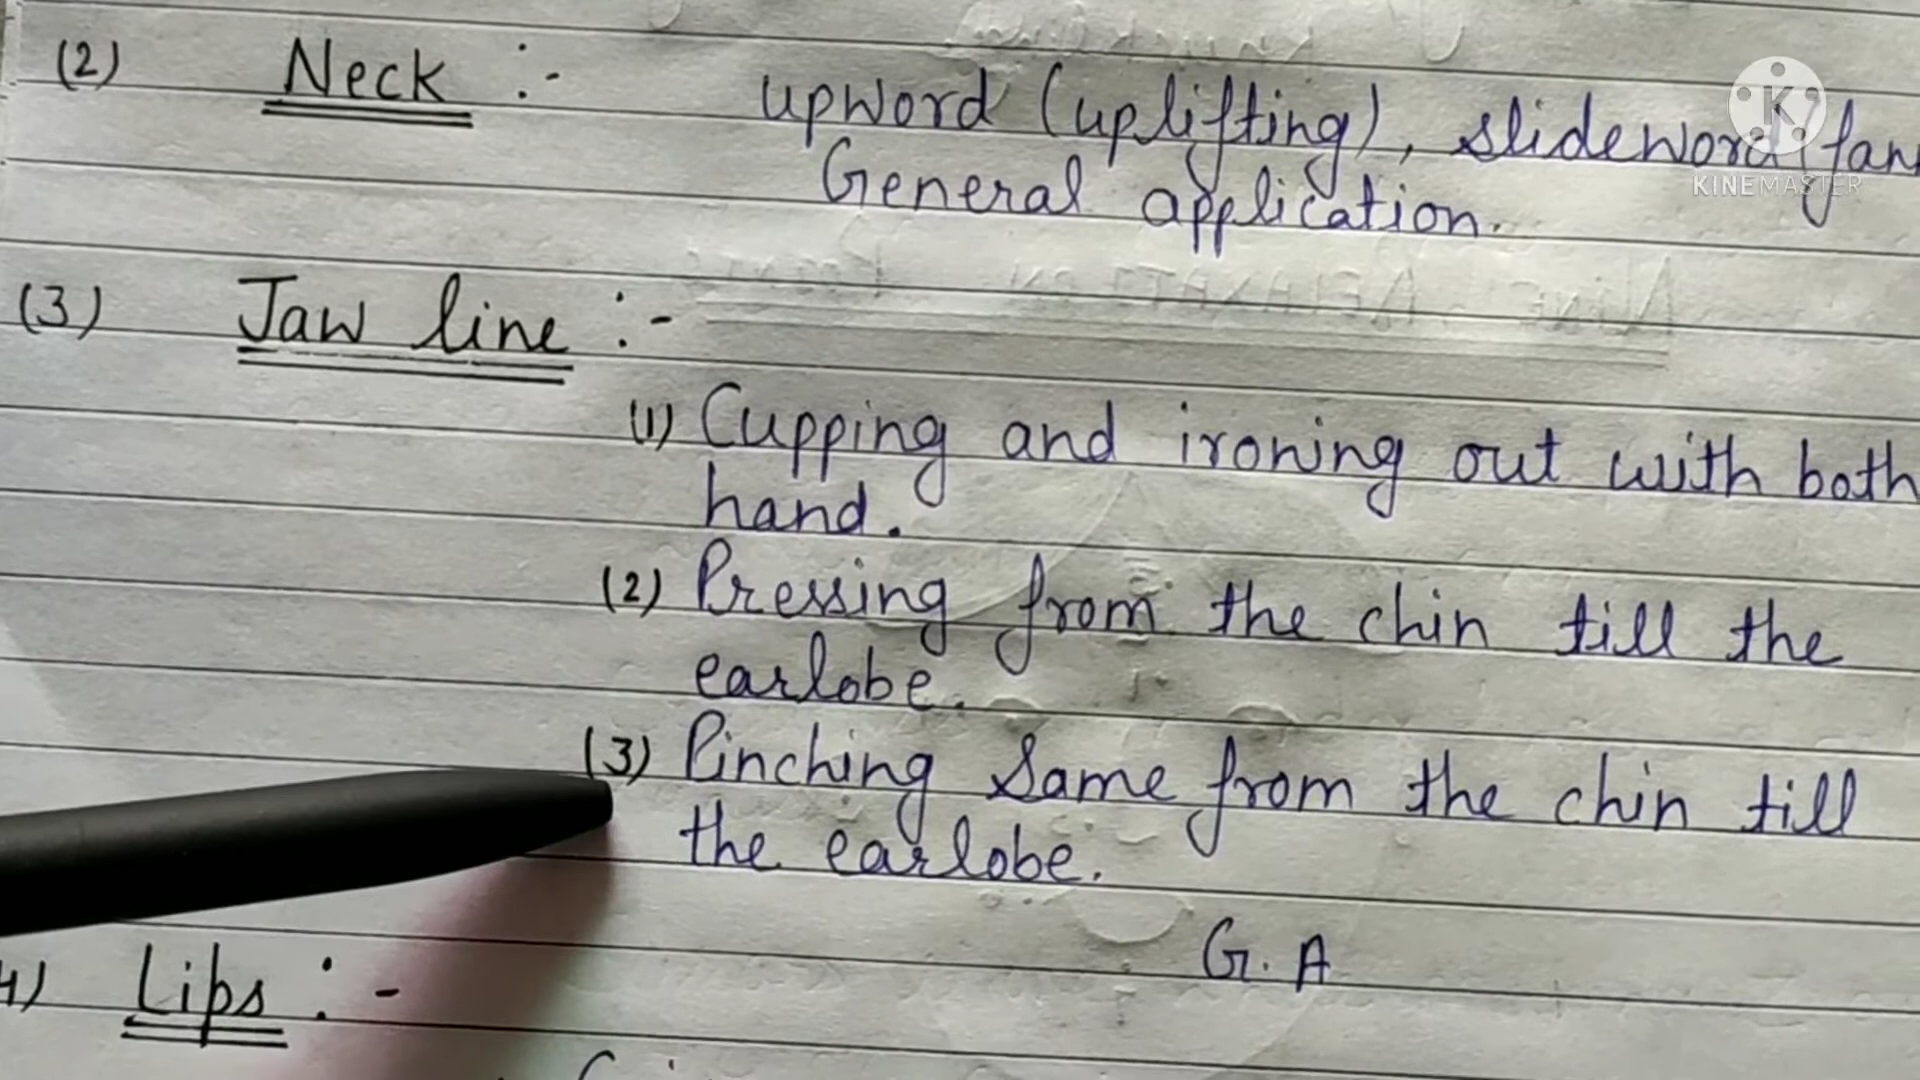 (2) Neck :- upword (uplifting), slideword (fan
General application.
(3) Jaw line :-
(1) Cupping and ironing out with both
hand.
(2) Pressing from the chin till the
earlobe.
(3) Pinching Same from the chin till
the earlobe.
G. A
4) Lips :-
K
KINEMASTER